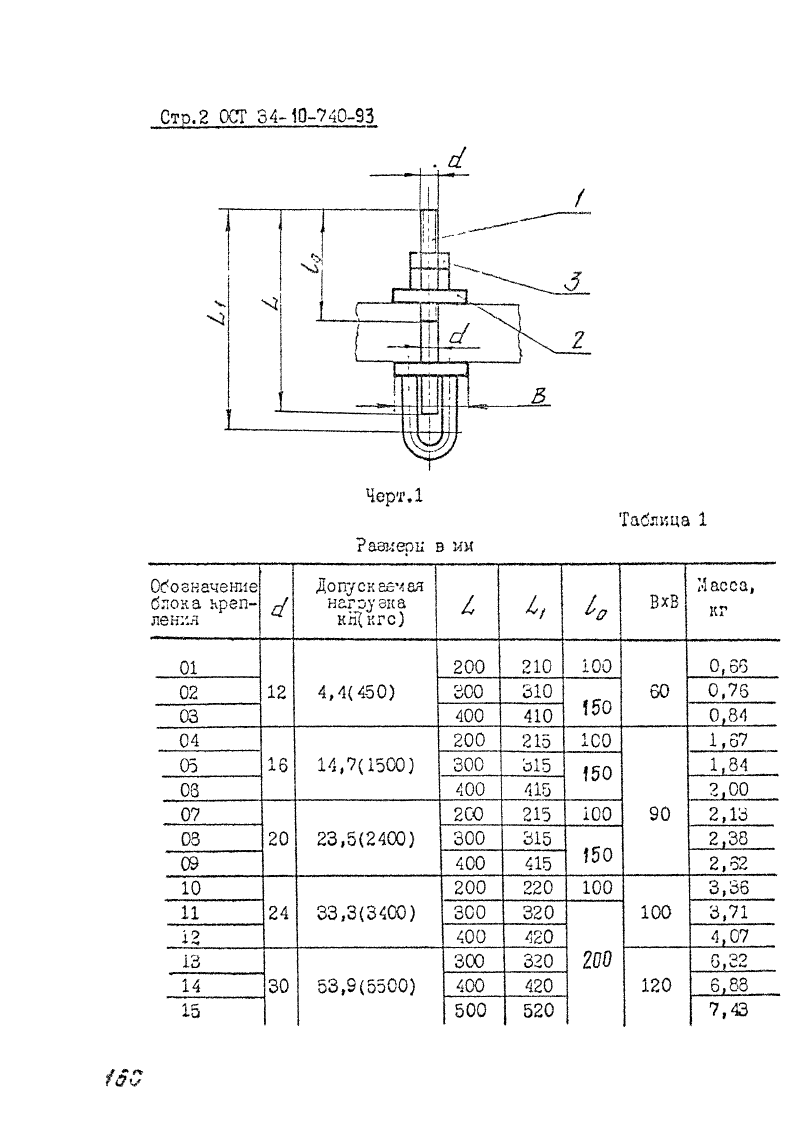 Стр.2 ОСТ 34-10-740-93
d
1
l₀
3
L
L1
2
d
В
Черт.1
Таблица 1
Размеры в мм
Обозначение блока крепления d Допускаемая нагрузка кН(кгс) L L₁ l₀ ВхВ Масса, кг
01 12 4,4(450) 200 210 100 60 0,66
02 300 310 150 0,76
03 400 410 0,84
04 16 14,7(1500) 200 215 100 90 1,67
05 300 315 150 1,84
06 400 415 2,00
07 20 23,5(2400) 200 215 100 2,13
08 300 315 150 2,38
09 400 415 2,62
10 24 33,3(3400) 200 220 100 100 3,36
11 300 320 200 3,71
12 400 420 4,07
13 30 53,9(5500) 300 320 120 6,32
14 400 420 6,88
15 500 520 7,43
160